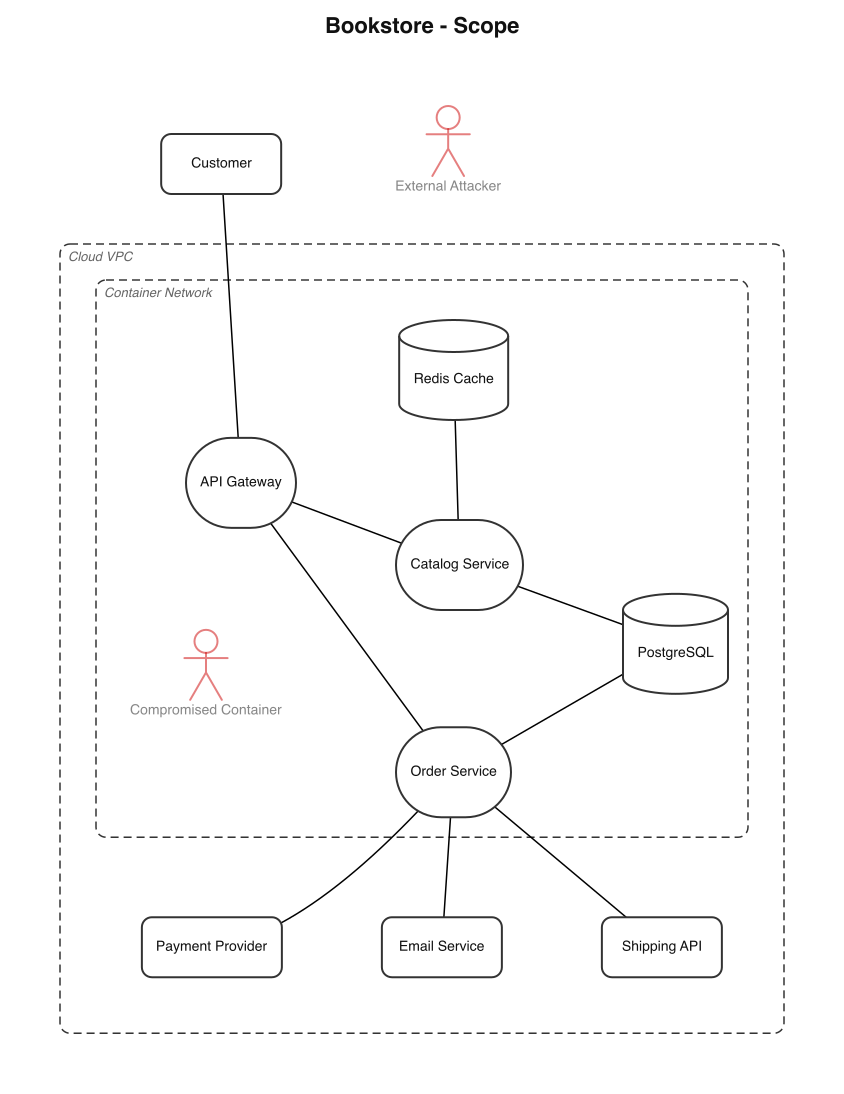 Bookstore - Scope
Customer
External Attacker
Cloud VPC
Container Network
Redis Cache
API Gateway
Catalog Service
PostgreSQL
Compromised Container
Order Service
Payment Provider
Email Service
Shipping API